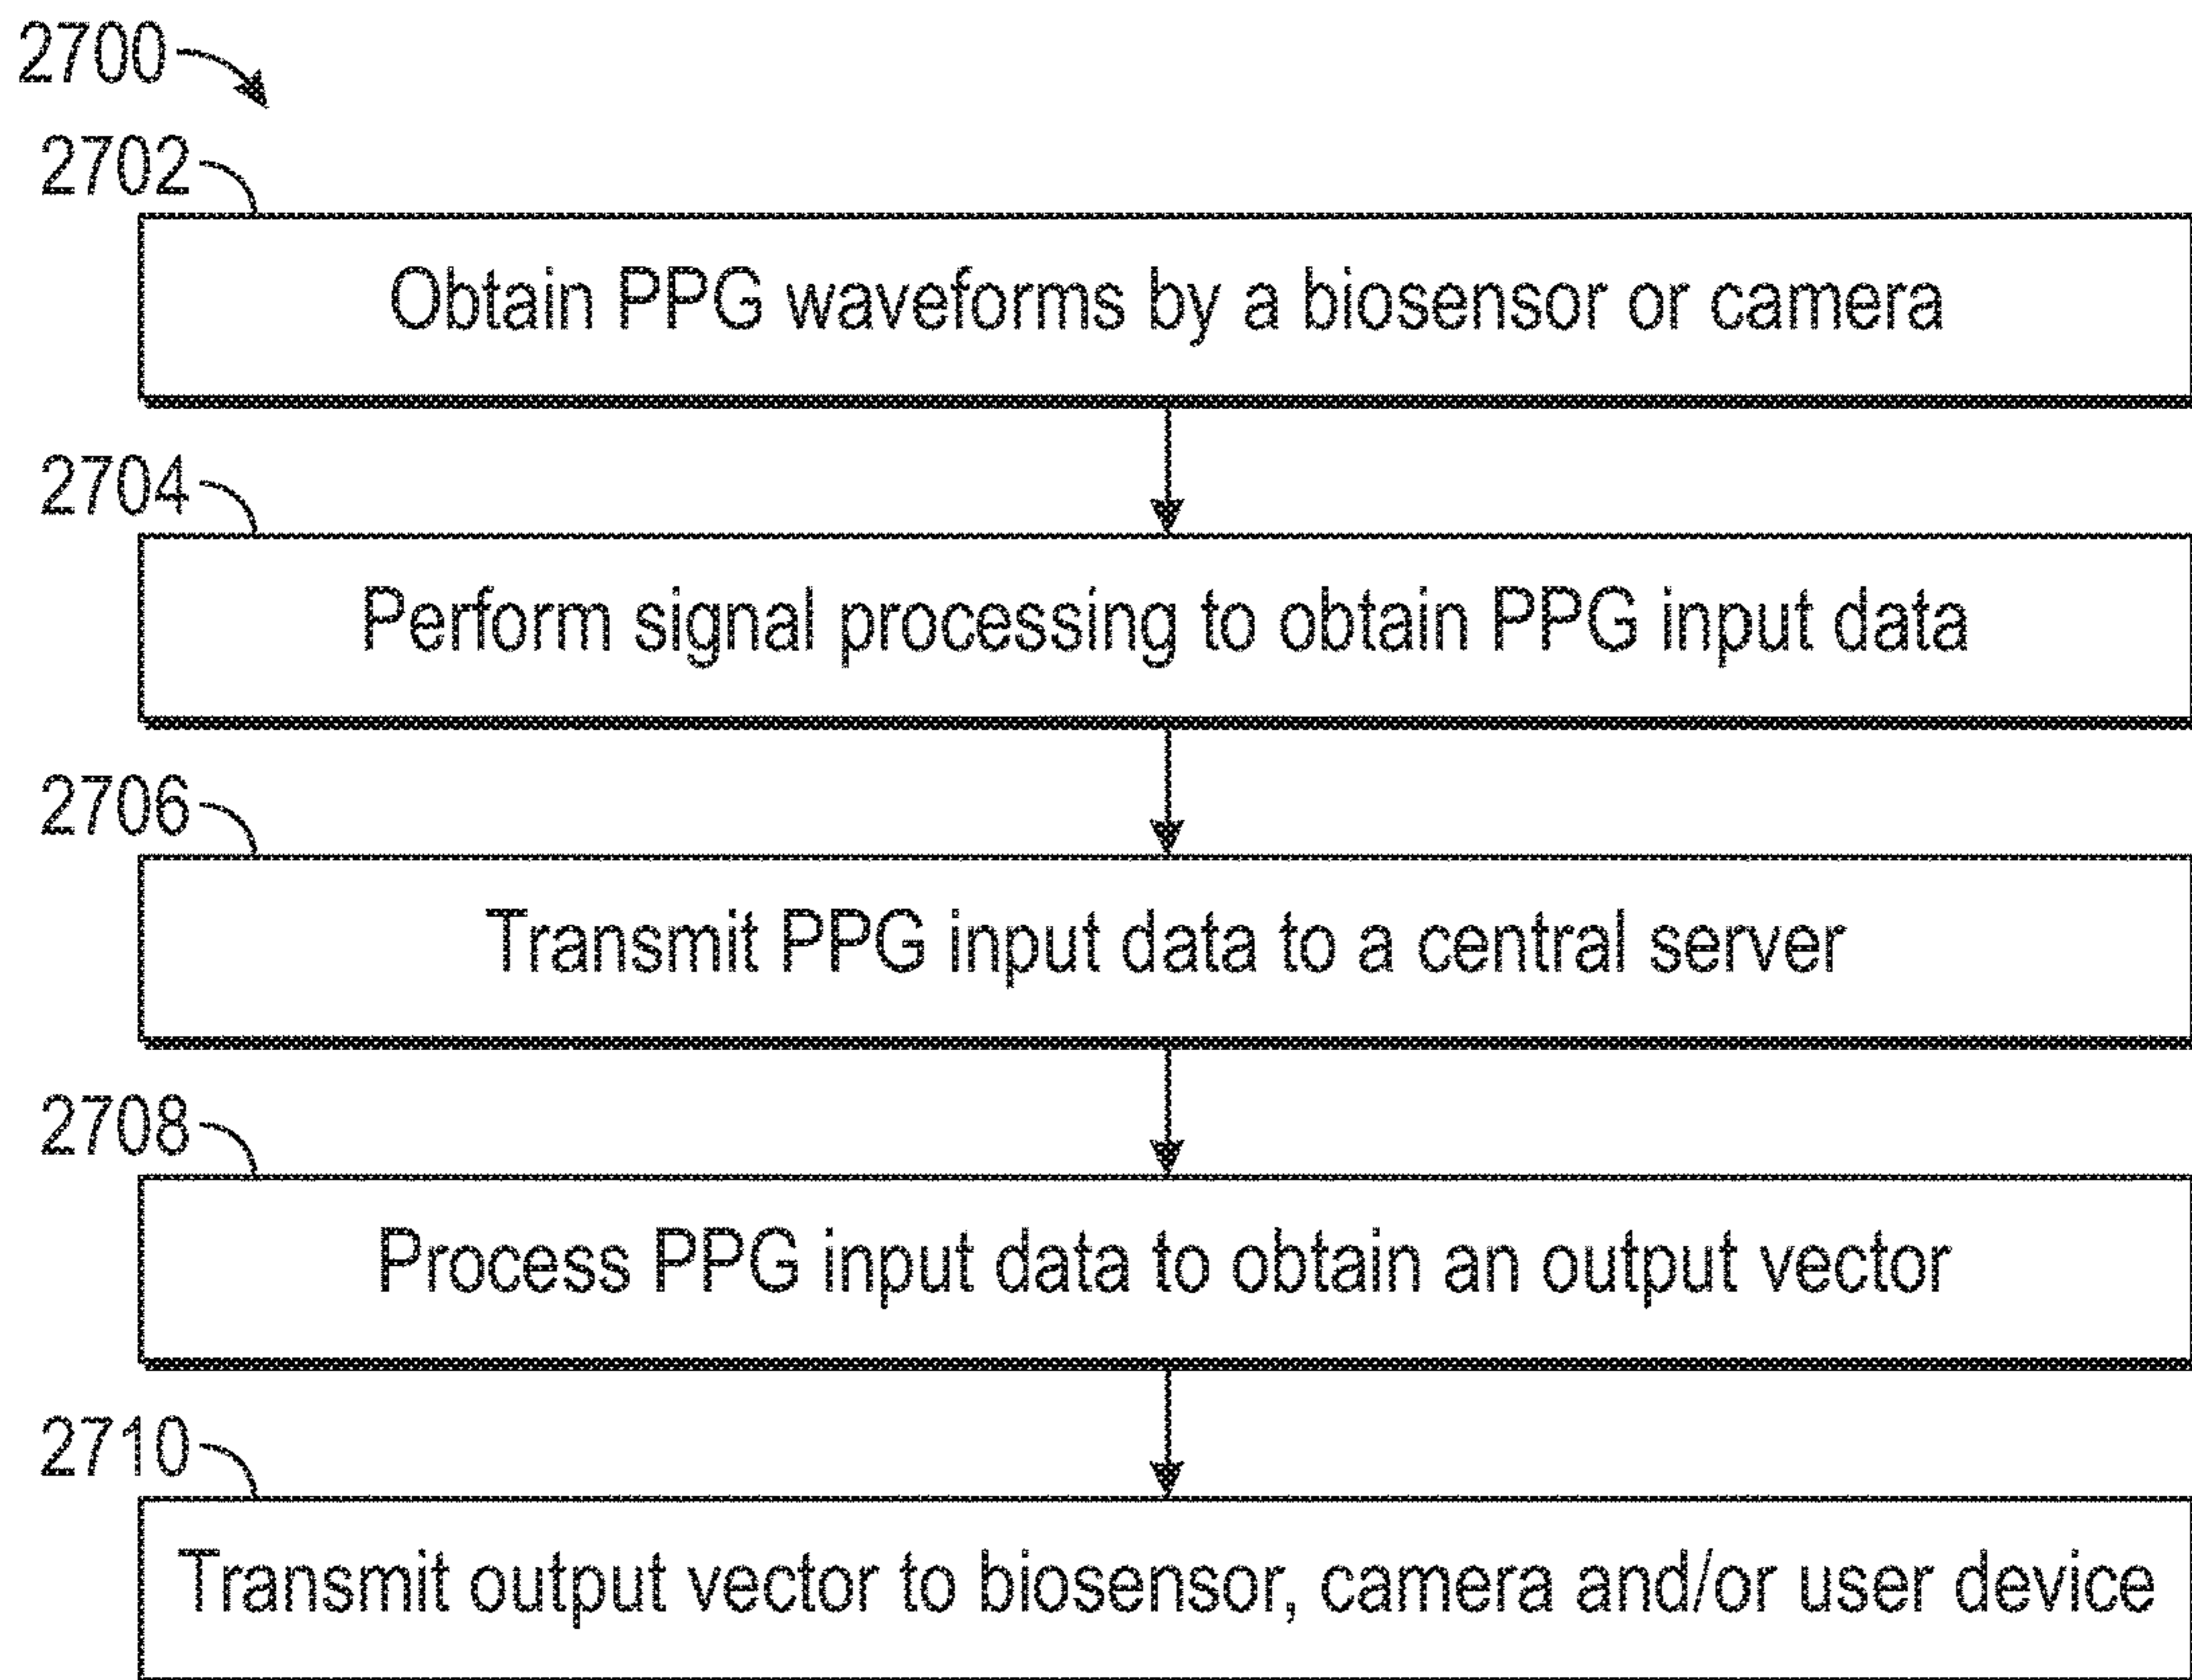 2700
2702
Obtain PPG waveforms by a biosensor or camera
2704
Perform signal processing to obtain PPG input data
2706
Transmit PPG input data to a central server
2708
Process PPG input data to obtain an output vector
2710
Transmit output vector to biosensor, camera and/or user device